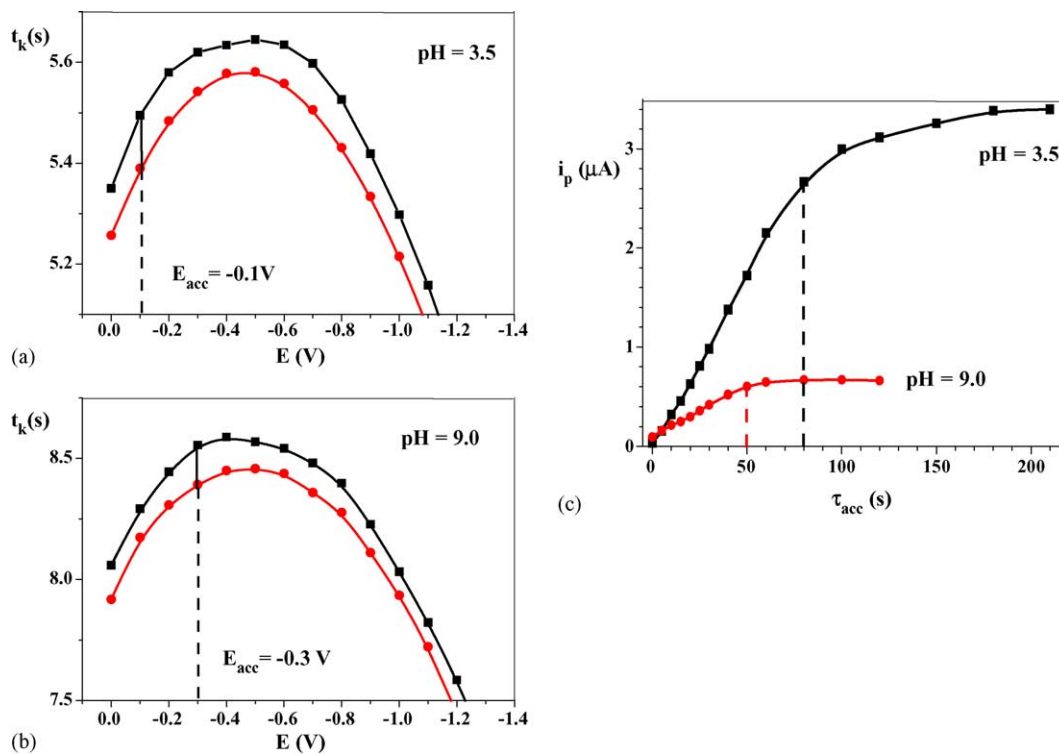 t_k(s)
pH = 3.5
5.6
5.4
5.2
E_acc= -0.1V
0.0 -0.2 -0.4 -0.6 -0.8 -1.0 -1.2 -1.4
(a)
E (V)
t_k(s)
pH = 9.0
8.5
8.0
E_acc= -0.3 V
7.5
0.0 -0.2 -0.4 -0.6 -0.8 -1.0 -1.2 -1.4
(b)
E (V)
i_p (μA)
3
pH = 3.5
2
1
pH = 9.0
0
0 50 100 150 200
(c)
τ_acc (s)